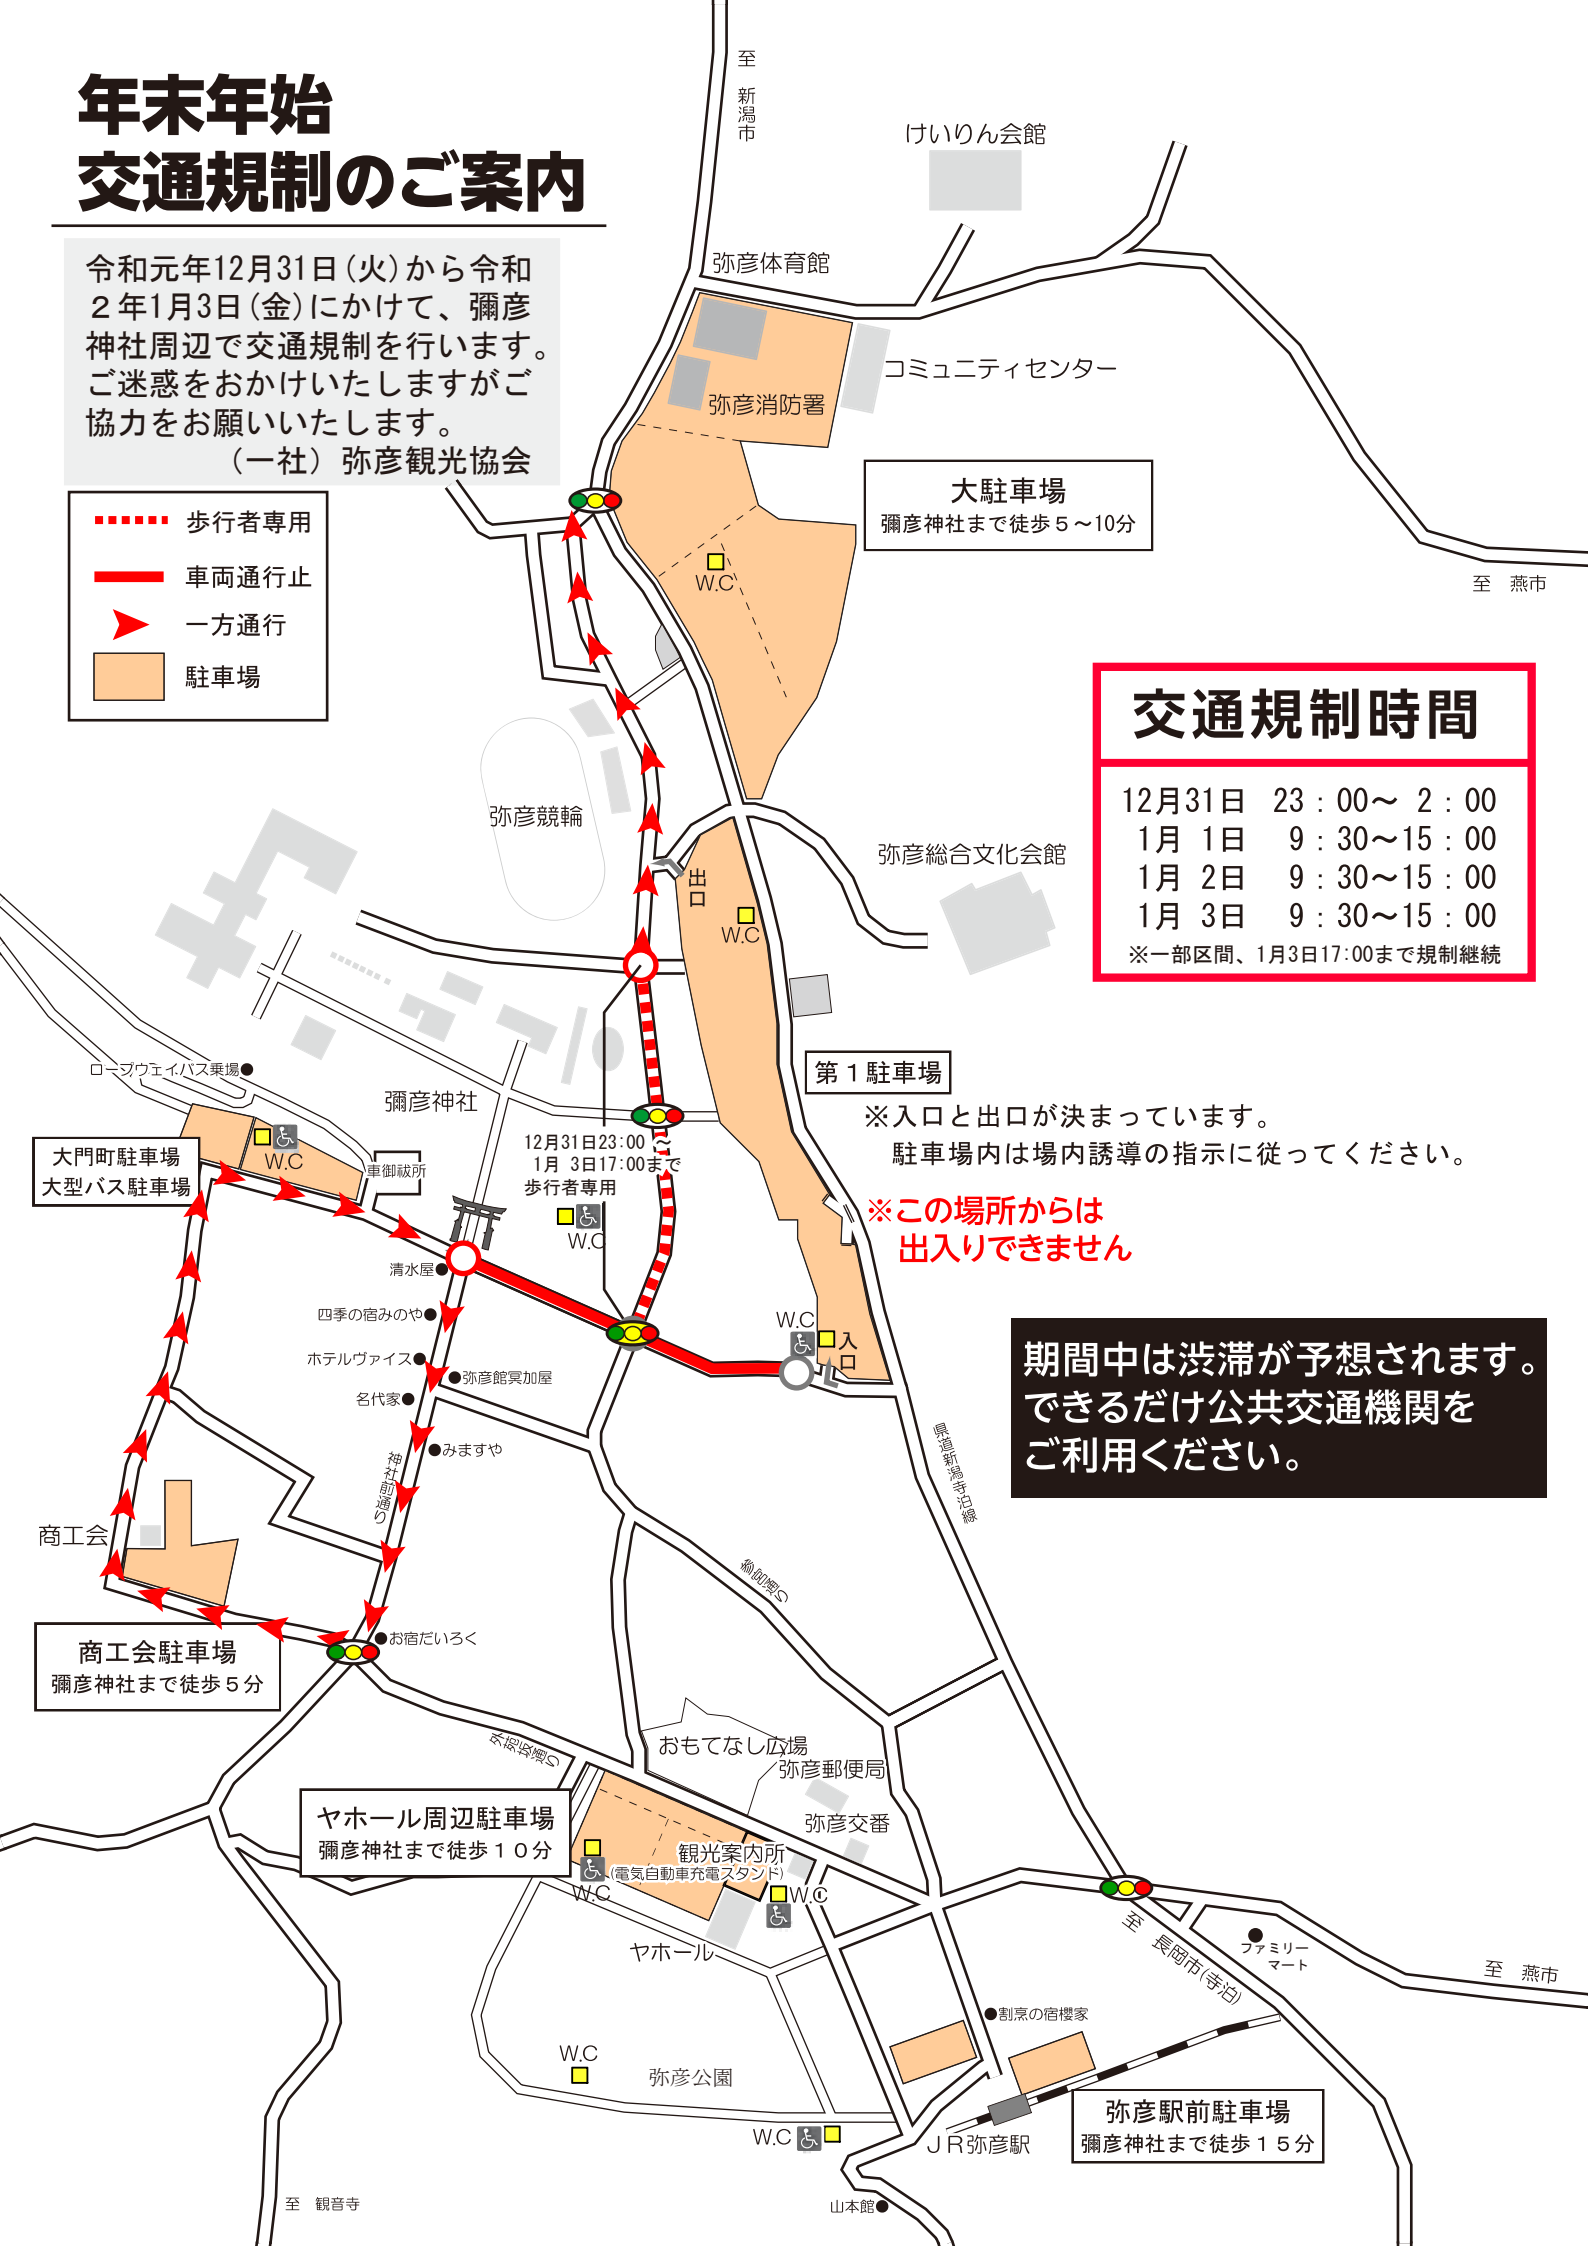 年末年始
交通規制のご案内
令和元年12月31日(火)から令和
２年1月3日(金)にかけて、彌彦
神社周辺で交通規制を行います。
ご迷惑をおかけいたしますがご
協力をお願いいたします。
（一社）弥彦観光協会
歩行者専用
車両通行止
一方通行
駐車場
至　新潟市
けいりん会館
弥彦体育館
コミュニティセンター
弥彦消防署
大駐車場
彌彦神社まで徒歩５～10分
W.C
至　燕市
交通規制時間
12月31日　23：00～ 2：00
1月 1日　9：30～15：00
1月 2日　9：30～15：00
1月 3日　9：30～15：00
※一部区間、1月3日17:00まで規制継続
弥彦競輪
弥彦総合文化会館
出口
W.C
ロープウェイバス乗場
彌彦神社
第１駐車場
※入口と出口が決まっています。
駐車場内は場内誘導の指示に従ってください。
※この場所からは
出入りできません
大門町駐車場
大型バス駐車場
W.C
車御祓所
12月31日23:00 ～
1月 3日17:00まで
歩行者専用
W.C
清水屋
四季の宿みのや
ホテルヴァイス
弥彦館冥加屋
名代家
みますや
神社前通り
W.C
入口
期間中は渋滞が予想されます。
できるだけ公共交通機関を
ご利用ください。
県道新潟寺泊線
商工会
参宮通り
お宿だいろく
商工会駐車場
彌彦神社まで徒歩５分
外苑坂通り
おもてなし広場
弥彦郵便局
弥彦交番
ヤホール周辺駐車場
彌彦神社まで徒歩１０分
観光案内所
(電気自動車充電スタンド)
W.C
W.C
ヤホール
至　長岡市(寺泊)
ファミリー
マート
至　燕市
割烹の宿櫻家
W.C
弥彦公園
W.C
ＪＲ弥彦駅
弥彦駅前駐車場
彌彦神社まで徒歩１５分
至　観音寺
山本館